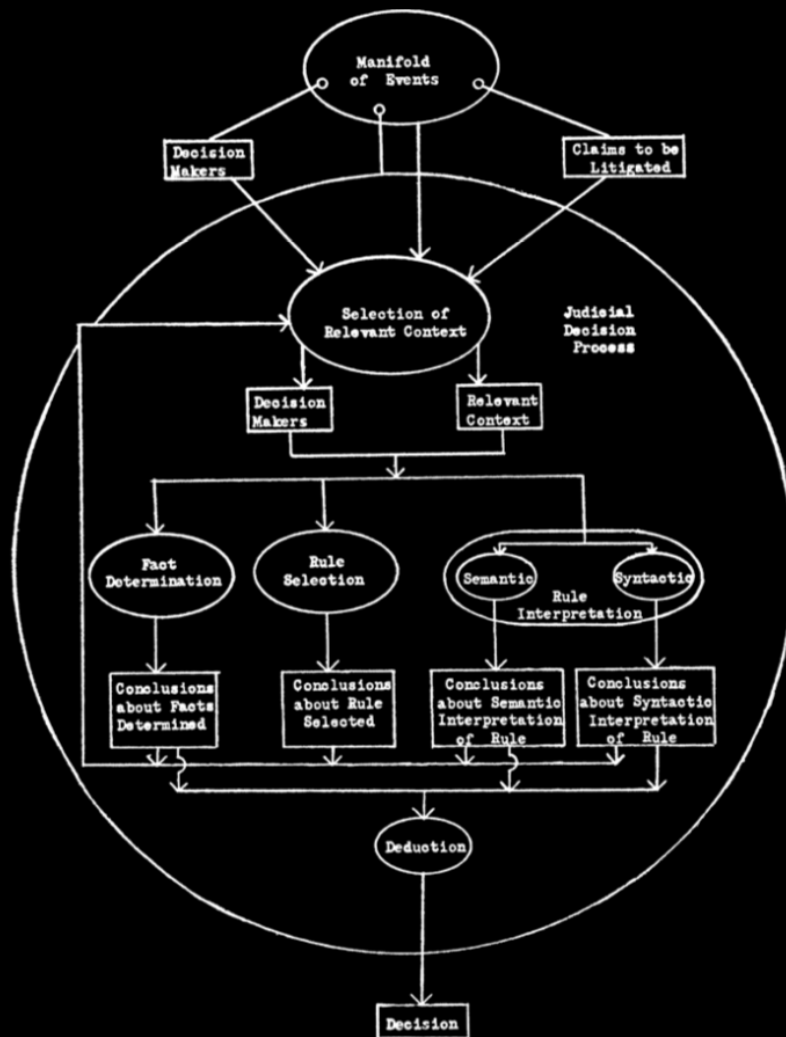 Manifold
of Events
Decision
Makers
Claims to be
Litigated
Selection of
Relevant Context
Judicial
Decision
Process
Decision
Makers
Relevant
Context
Fact
Determination
Rule
Selection
Semantic
Syntactic
Rule
Interpretation
Conclusions
about Facts
Determined
Conclusions
about Rule
Selected
Conclusions
about Semantic
Interpretation
of Rule
Conclusions
about Syntactic
Interpretation
of Rule
Deduction
Decision